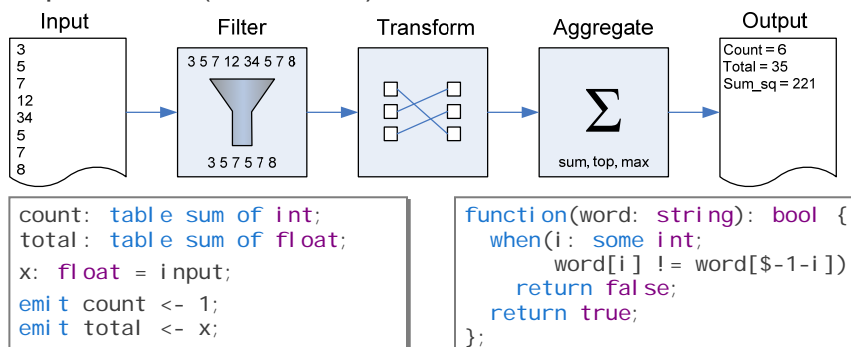 Input
Filter
Transform
Aggregate
Output
3
5
7
12
34
5
7
8
3 5 7 12 34 5 7 8
3 5 7 5 7 8
Σ
sum, top, max
Count = 6
Total = 35
Sum_sq = 221
count: table sum of int;
total: table sum of float;
x: float = input;
emit count <- 1;
emit total <- x;
function(word: string): bool {
when(i: some int;
word[i] != word[$-1-i])
return false;
return true;
};